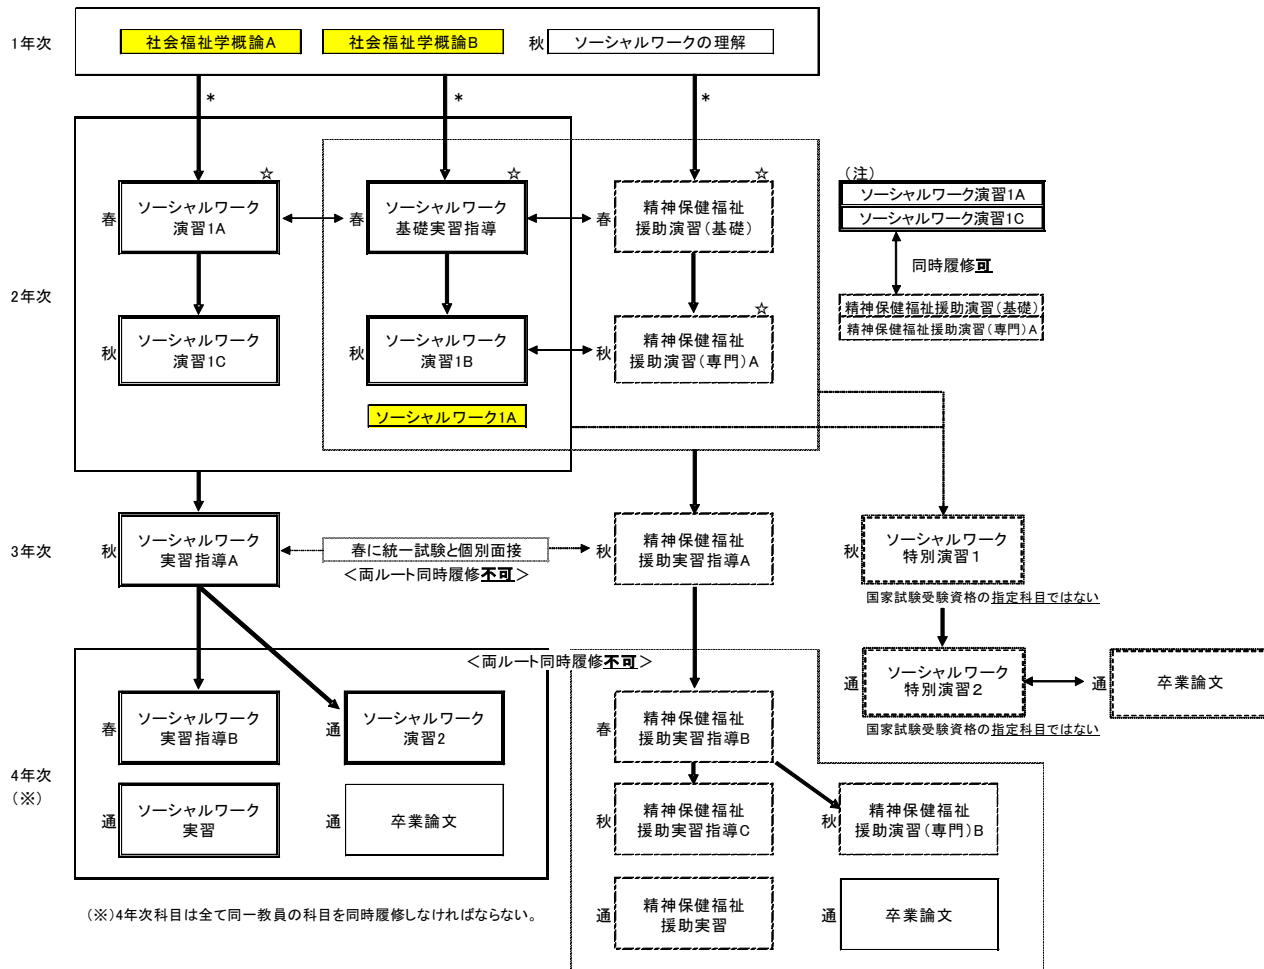 1年次
社会福祉学概論A
社会福祉学概論B
秋
ソーシャルワークの理解
*
*
*
2年次
☆
春
ソーシャルワーク
演習1A
☆
春
ソーシャルワーク
基礎実習指導
☆
春
精神保健福祉
援助演習(基礎)
(注)
ソーシャルワーク演習1A
ソーシャルワーク演習1C
同時履修可
精神保健福祉援助演習(基礎)
精神保健福祉援助演習(専門)A
秋
ソーシャルワーク
演習1C
秋
ソーシャルワーク
演習1B
☆
秋
精神保健福祉
援助演習(専門)A
ソーシャルワーク1A
3年次
秋
ソーシャルワーク
実習指導A
春に統一試験と個別面接
<両ルート同時履修不可>
秋
精神保健福祉
援助実習指導A
秋
ソーシャルワーク
特別演習1
国家試験受験資格の指定科目ではない
<両ルート同時履修不可>
通
ソーシャルワーク
特別演習2
国家試験受験資格の指定科目ではない
通
卒業論文
4年次
(※)
春
ソーシャルワーク
実習指導B
通
ソーシャルワーク
演習2
春
精神保健福祉
援助実習指導B
通
ソーシャルワーク
実習
通
卒業論文
秋
精神保健福祉
援助実習指導C
秋
精神保健福祉
援助演習(専門)B
通
精神保健福祉
援助実習
通
卒業論文
(※)4年次科目は全て同一教員の科目を同時履修しなければならない。